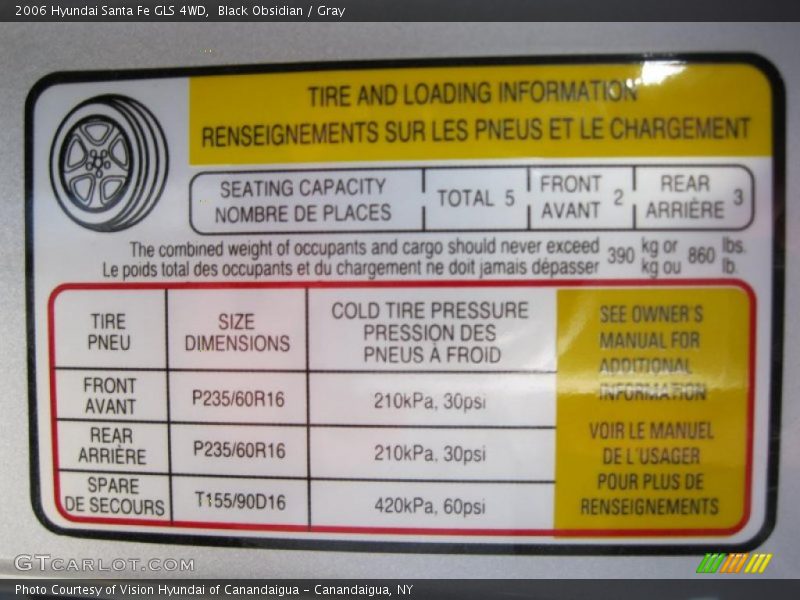 2006 Hyundai Santa Fe GLS 4WD,  Black Obsidian / Gray
TIRE AND LOADING INFORMATION
RENSEIGNEMENTS SUR LES PNEUS ET LE CHARGEMENT
SEATING CAPACITY
NOMBRE DE PLACES
TOTAL 5
FRONT
AVANT
2
REAR
ARRIÈRE
3
The combined weight of occupants and cargo should never exceed
Le poids total des occupants et du chargement ne doit jamais dépasser
390
kg or
kg ou
860
lbs.
lb.
TIRE
PNEU
SIZE
DIMENSIONS
COLD TIRE PRESSURE
PRESSION DES
PNEUS À FROID
FRONT
AVANT
P235/60R16
210kPa, 30psi
REAR
ARRIÈRE
P235/60R16
210kPa, 30psi
SPARE
DE SECOURS
T155/90D16
420kPa, 60psi
SEE OWNER'S
MANUAL FOR
ADDITIONAL
INFORMATION
VOIR LE MANUEL
DE L'USAGER
POUR PLUS DE
RENSEIGNEMENTS
GTCARLOT.COM
Photo Courtesy of Vision Hyundai of Canandaigua - Canandaigua, NY